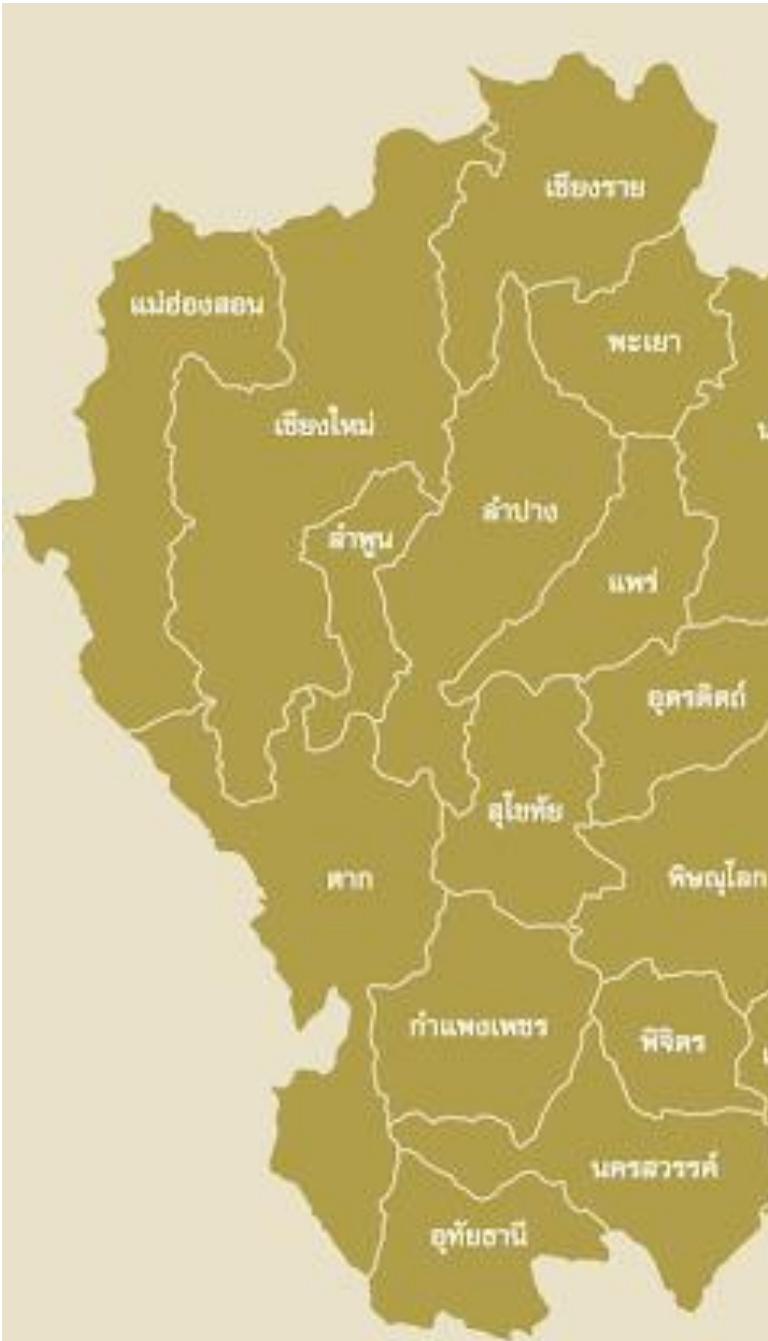 เชียงราย
แม่ฮ่องสอน
พะเยา
เชียงใหม่
ลำปาง
ลำพูน
แพร่
อุตรดิตถ์
สุโขทัย
ตาก
พิษณุโลก
กำแพงเพชร
พิจิตร
นครสวรรค์
อุทัยธานี